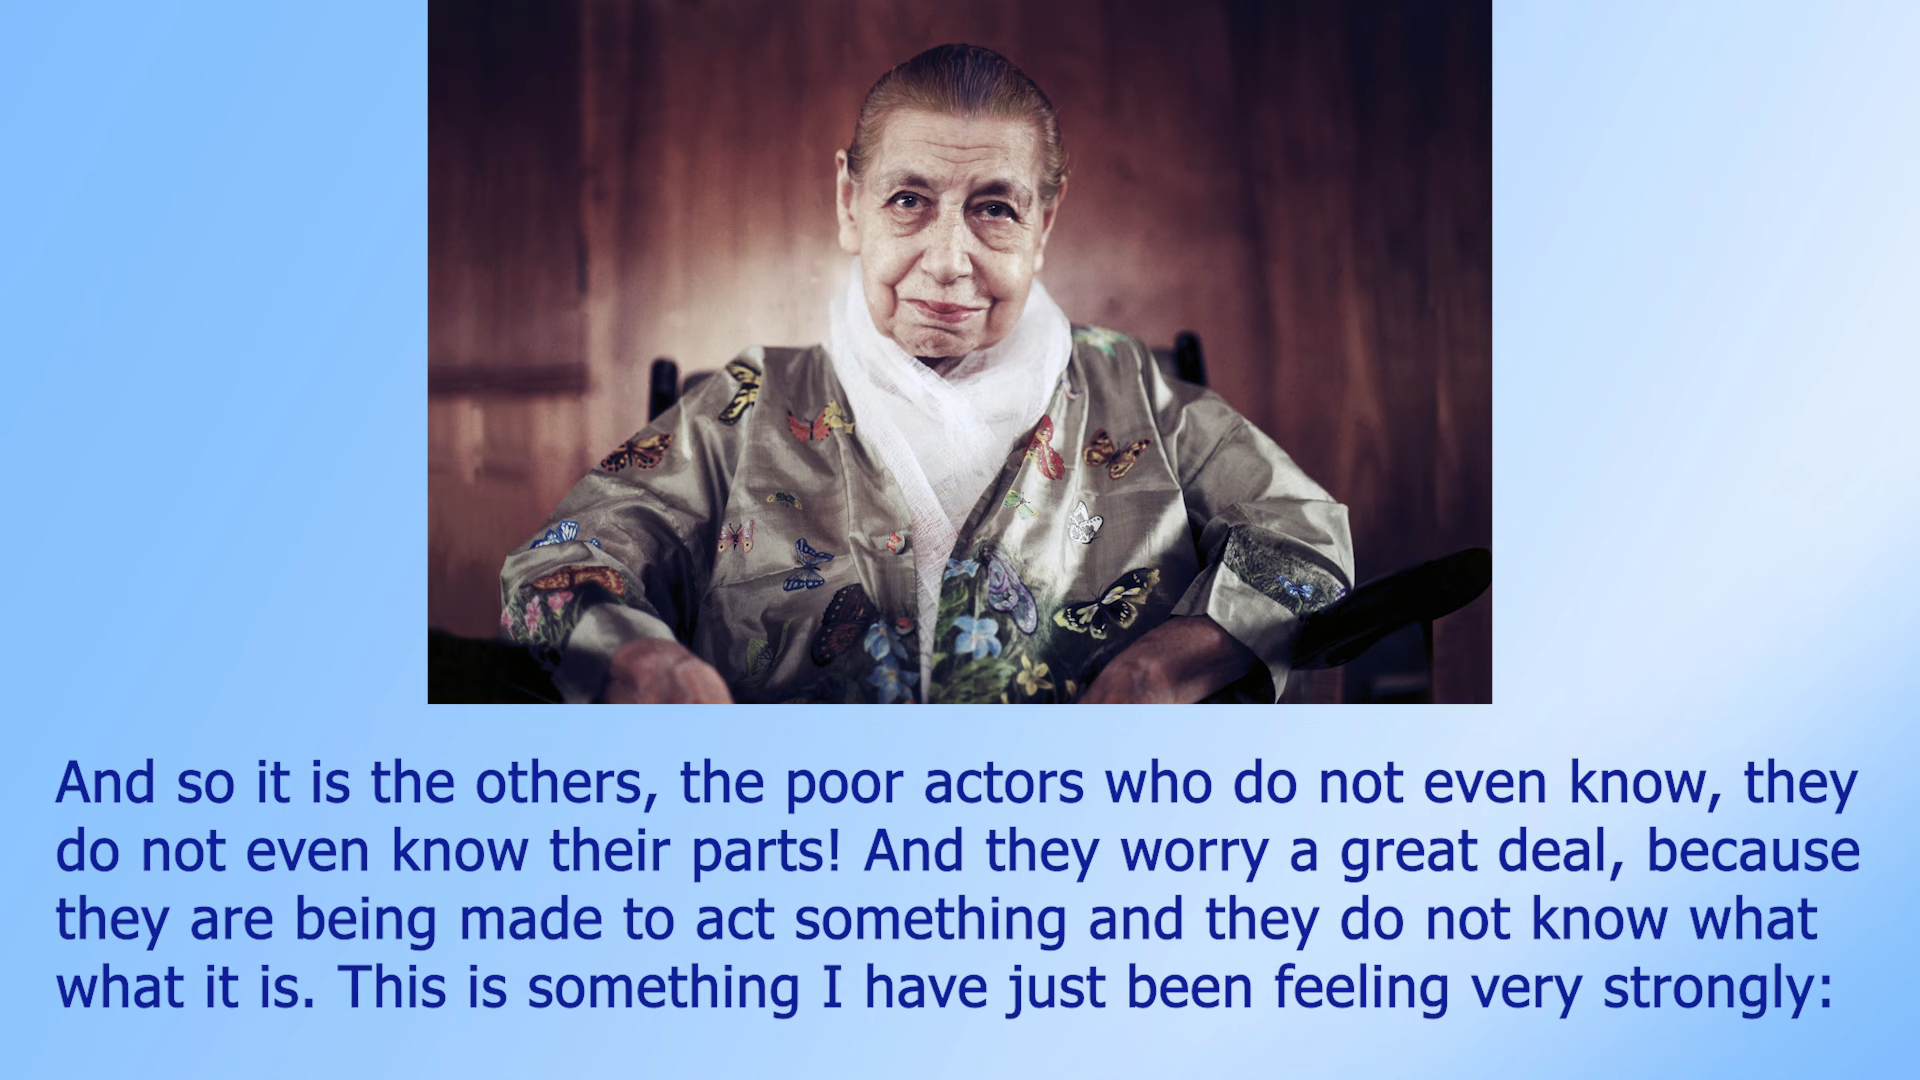 And so it is the others, the poor actors who do not even know, they
do not even know their parts! And they worry a great deal, because
they are being made to act something and they do not know what
what it is. This is something I have just been feeling very strongly: